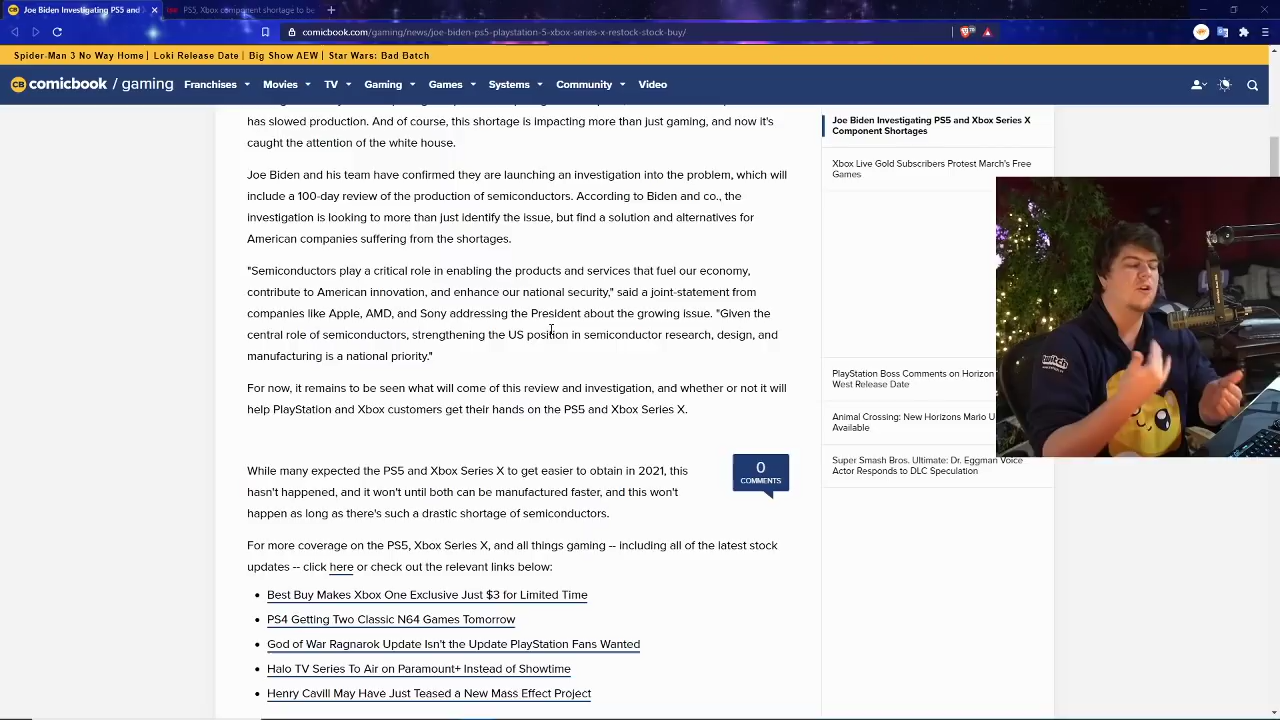 Joe Biden Investigating PS5 and
PS5, Xbox component shortage to be
comicbook.com/gaming/news/joe-biden-ps5-playstation-5-xbox-series-x-restock-stock-buy/
Spider-Man 3 No Way Home | Loki Release Date | Big Show AEW | Star Wars: Bad Batch
CB comicbook / gaming Franchises Movies TV Gaming Games Systems Community Video
has slowed production. And of course, this shortage is impacting more than just gaming, and now it's
caught the attention of the white house.
Joe Biden and his team have confirmed they are launching an investigation into the problem, which will
include a 100-day review of the production of semiconductors. According to Biden and co., the
investigation is looking to more than just identify the issue, but find a solution and alternatives for
American companies suffering from the shortages.
"Semiconductors play a critical role in enabling the products and services that fuel our economy,
contribute to American innovation, and enhance our national security," said a joint-statement from
companies like Apple, AMD, and Sony addressing the President about the growing issue. "Given the
central role of semiconductors, strengthening the US position in semiconductor research, design, and
manufacturing is a national priority."
For now, it remains to be seen what will come of this review and investigation, and whether or not it will
help PlayStation and Xbox customers get their hands on the PS5 and Xbox Series X.
While many expected the PS5 and Xbox Series X to get easier to obtain in 2021, this
hasn't happened, and it won't until both can be manufactured faster, and this won't
happen as long as there's such a drastic shortage of semiconductors.
0
COMMENTS
For more coverage on the PS5, Xbox Series X, and all things gaming -- including all of the latest stock
updates -- click here or check out the relevant links below:
Best Buy Makes Xbox One Exclusive Just $3 for Limited Time
PS4 Getting Two Classic N64 Games Tomorrow
God of War Ragnarok Update Isn't the Update PlayStation Fans Wanted
Halo TV Series To Air on Paramount+ Instead of Showtime
Henry Cavill May Have Just Teased a New Mass Effect Project
Joe Biden Investigating PS5 and Xbox Series X
Component Shortages
Xbox Live Gold Subscribers Protest March's Free
Games
PlayStation Boss Comments on Horizon
West Release Date
Animal Crossing: New Horizons Mario U
Available
Super Smash Bros. Ultimate: Dr. Eggman Voice
Actor Responds to DLC Speculation
twitch